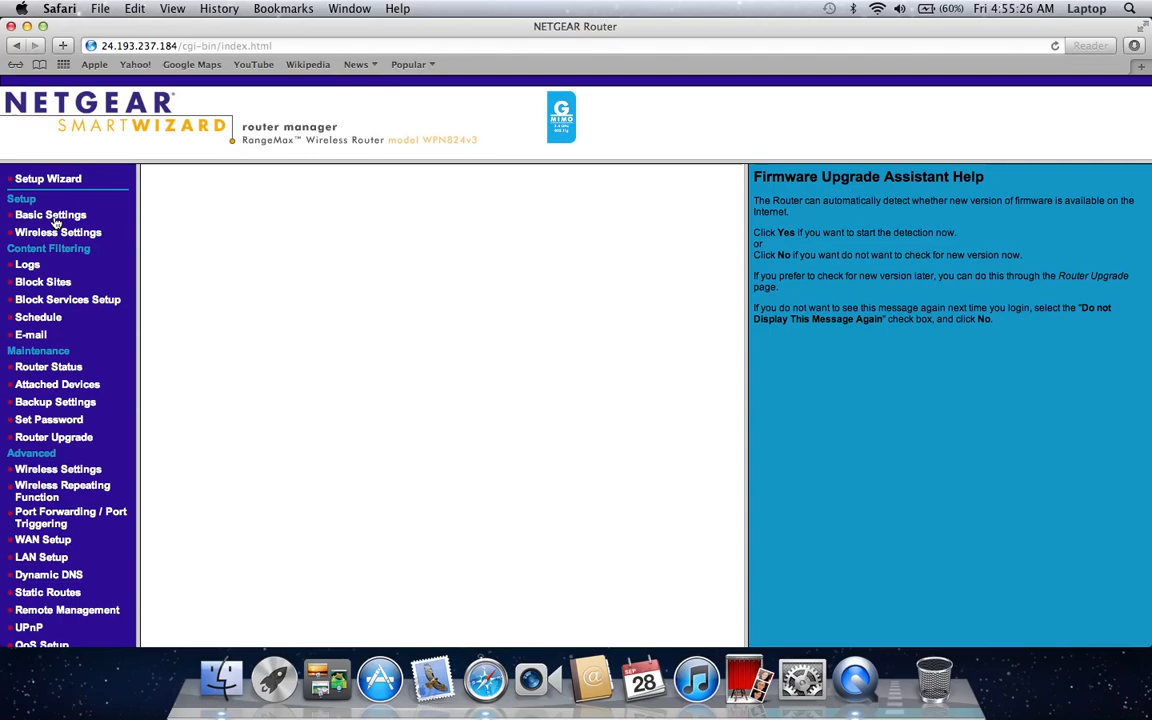 Safari File Edit View History Bookmarks Window Help (60%) Fri 4:55:26 AM Laptop
NETGEAR Router
24.193.237.184/cgi-bin/index.html Reader
Apple Yahoo! Google Maps YouTube Wikipedia News Popular
NETGEAR
SMARTWIZARD router manager
RangeMax™ Wireless Router model WPN824v3
G
MIMO
2.4 GHz
802.11g
Setup Wizard
Setup
Basic Settings
Wireless Settings
Content Filtering
Logs
Block Sites
Block Services Setup
Schedule
E-mail
Maintenance
Router Status
Attached Devices
Backup Settings
Set Password
Router Upgrade
Advanced
Wireless Settings
Wireless Repeating
Function
Port Forwarding / Port
Triggering
WAN Setup
LAN Setup
Dynamic DNS
Static Routes
Remote Management
UPnP
QoS Setup
Firmware Upgrade Assistant Help
The Router can automatically detect whether new version of firmware is available on the
Internet.
Click Yes if you want to start the detection now.
or
Click No if you want do not want to check for new version now.
If you prefer to check for new version later, you can do this through the Router Upgrade
page.
If you do not want to see this message again next time you login, select the "Do not
Display This Message Again" check box, and click No.
SEP
28